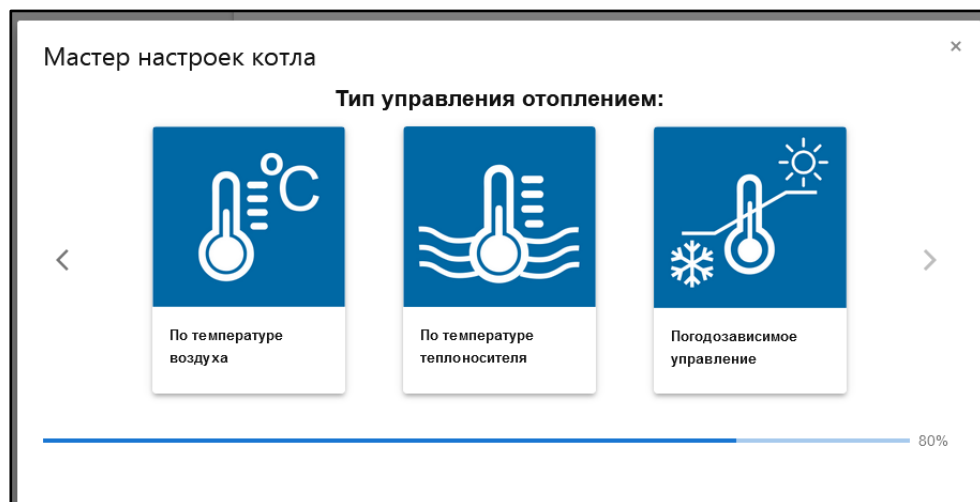 Мастер настроек котла
×
Тип управления отоплением:
°C
По температуре
воздуха
По температуре
теплоносителя
Погодозависимое
управление
80%